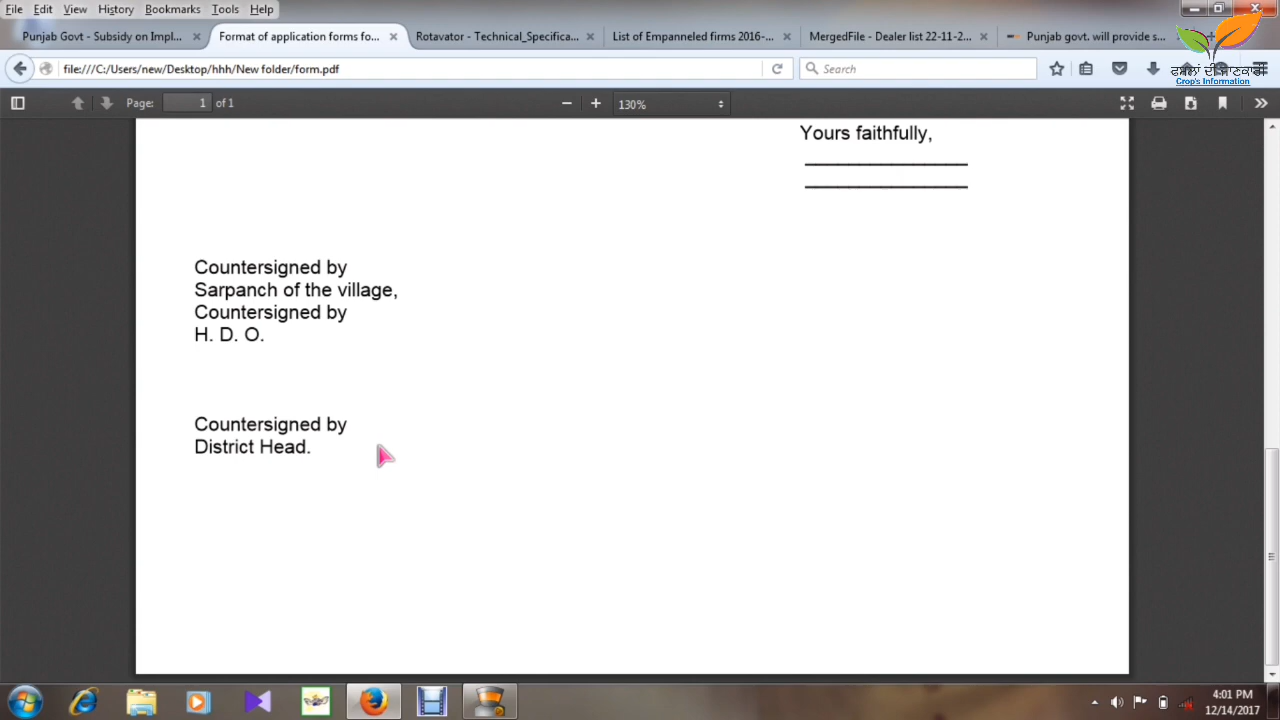 File Edit View History Bookmarks Tools Help
Punjab Govt - Subsidy on Impl...
Format of application forms fo...
Rotavator - Technical_Specifica...
List of Empanneled firms 2016-...
MergedFile - Dealer list 22-11-2...
Punjab govt. will provide s...
file:///C:/Users/new/Desktop/hhh/New folder/form.pdf
Search
Crop's Information
Page: 1 of 1
130%
Yours faithfully,
Countersigned by
Sarpanch of the village,
Countersigned by
H. D. O.
Countersigned by
District Head.
4:01 PM
12/14/2017